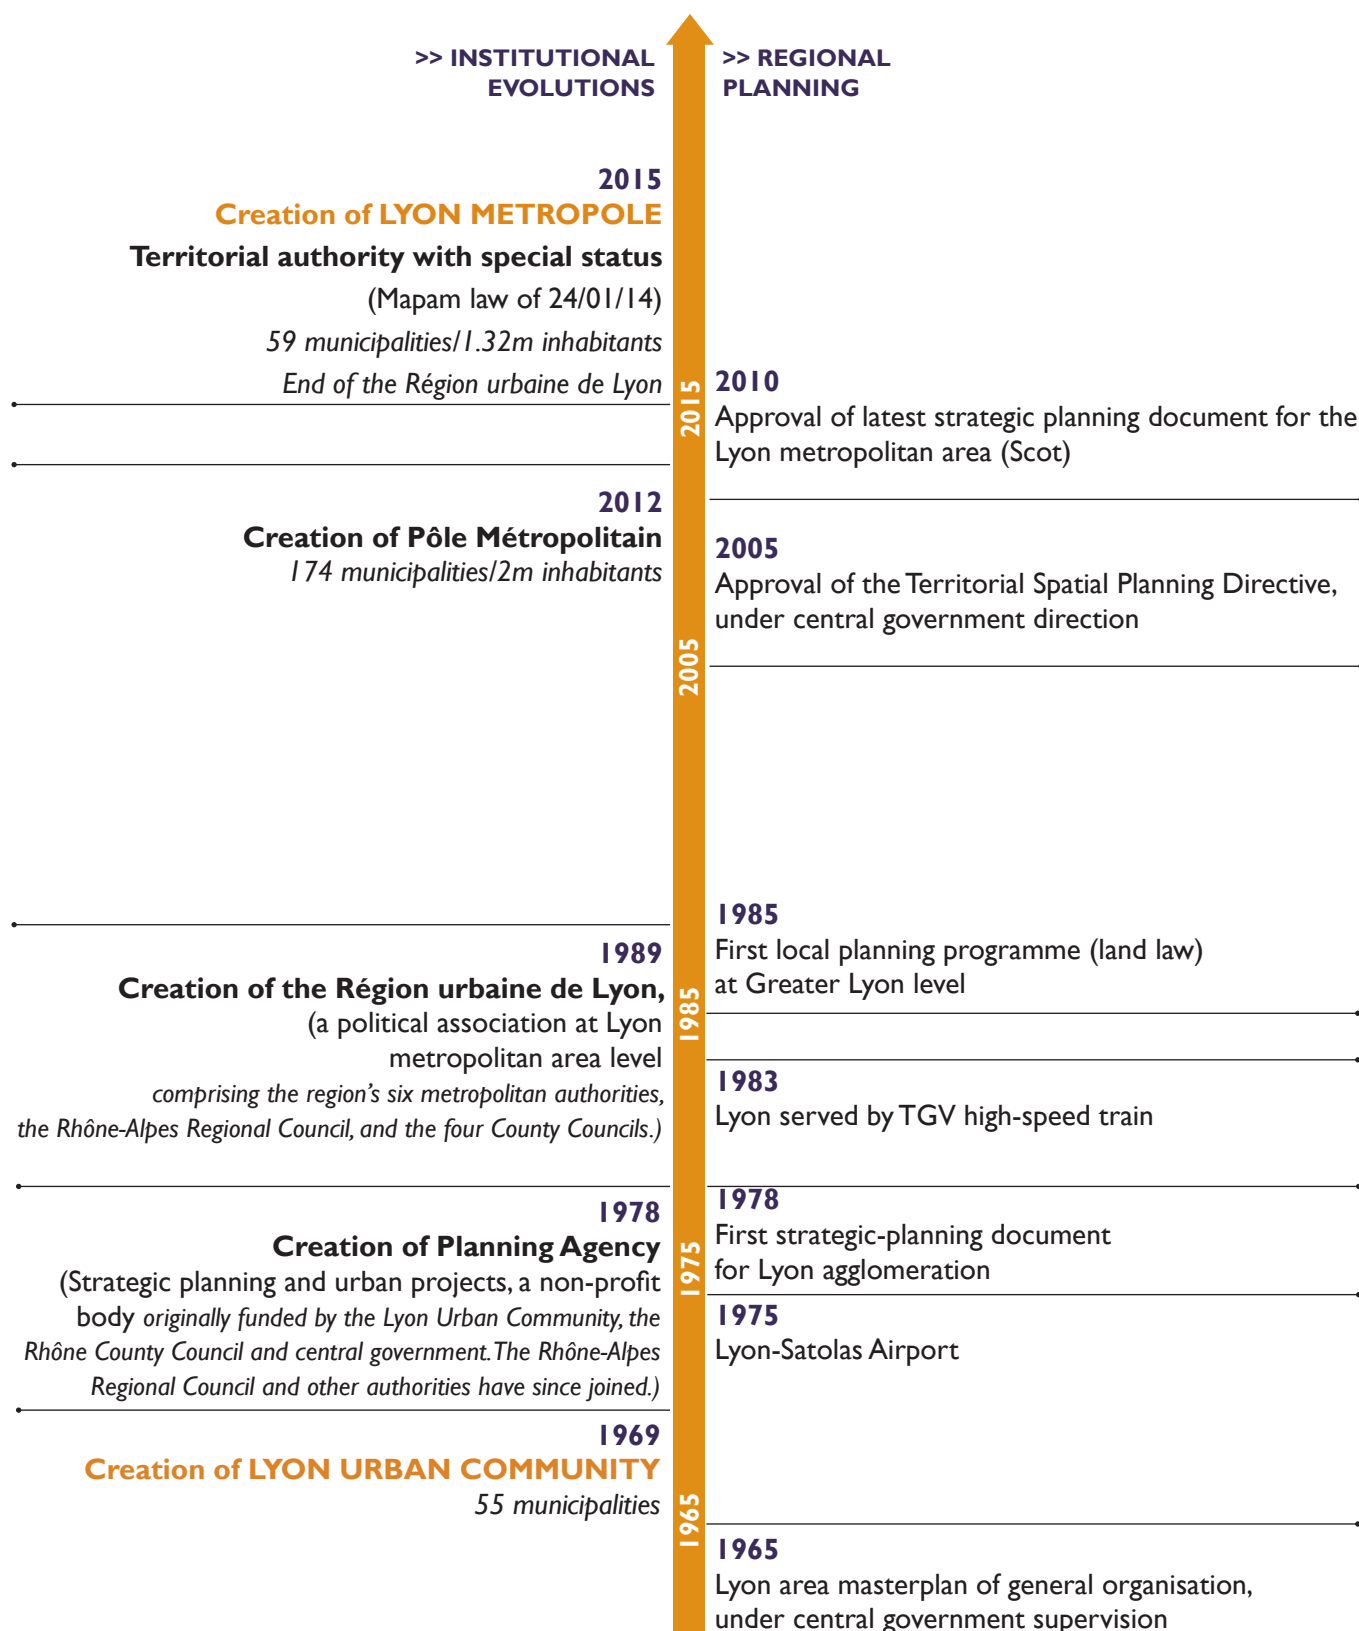 >> INSTITUTIONAL
EVOLUTIONS
2015
Creation of LYON METROPOLE
Territorial authority with special status
(Mapam law of 24/01/14)
59 municipalities/1.32m inhabitants
End of the Région urbaine de Lyon
2012
Creation of Pôle Métropolitain
174 municipalities/2m inhabitants
1989
Creation of the Région urbaine de Lyon,
(a political association at Lyon
metropolitan area level
comprising the region’s six metropolitan authorities,
the Rhône-Alpes Regional Council, and the four County Councils.)
1978
Creation of Planning Agency
(Strategic planning and urban projects, a non-profit
body originally funded by the Lyon Urban Community, the
Rhône County Council and central government. The Rhône-Alpes
Regional Council and other authorities have since joined.)
1969
Creation of LYON URBAN COMMUNITY
55 municipalities
2015
2005
1985
1975
1965
>> REGIONAL
PLANNING
2010
Approval of latest strategic planning document for the
Lyon metropolitan area (Scot)
2005
Approval of the Territorial Spatial Planning Directive,
under central government direction
1985
First local planning programme (land law)
at Greater Lyon level
1983
Lyon served by TGV high-speed train
1978
First strategic-planning document
for Lyon agglomeration
1975
Lyon-Satolas Airport
1965
Lyon area masterplan of general organisation,
under central government supervision